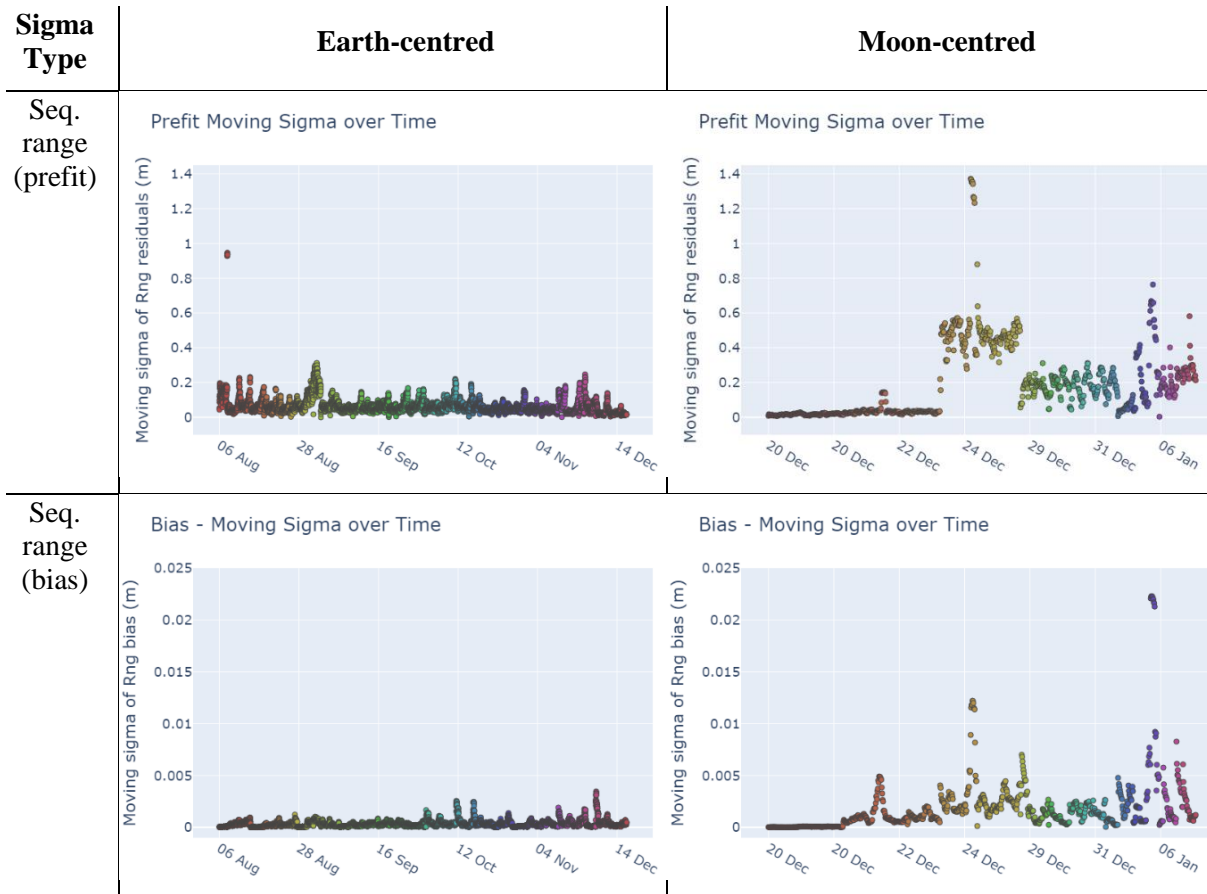 Sigma Type
Earth-centred
Moon-centred
Seq. range (prefit)
Prefit Moving Sigma over Time
Moving sigma of Rng residuals (m)
1.4
1.2
1
0.8
0.6
0.4
0.2
0
06 Aug
28 Aug
16 Sep
12 Oct
04 Nov
14 Dec
Prefit Moving Sigma over Time
Moving sigma of Rng residuals (m)
1.4
1.2
1
0.8
0.6
0.4
0.2
0
20 Dec
20 Dec
22 Dec
24 Dec
29 Dec
31 Dec
06 Jan
Seq. range (bias)
Bias - Moving Sigma over Time
Moving sigma of Rng bias (m)
0.025
0.02
0.015
0.01
0.005
0
06 Aug
28 Aug
16 Sep
12 Oct
04 Nov
14 Dec
Bias - Moving Sigma over Time
Moving sigma of Rng bias (m)
0.025
0.02
0.015
0.01
0.005
0
20 Dec
20 Dec
22 Dec
24 Dec
29 Dec
31 Dec
06 Jan